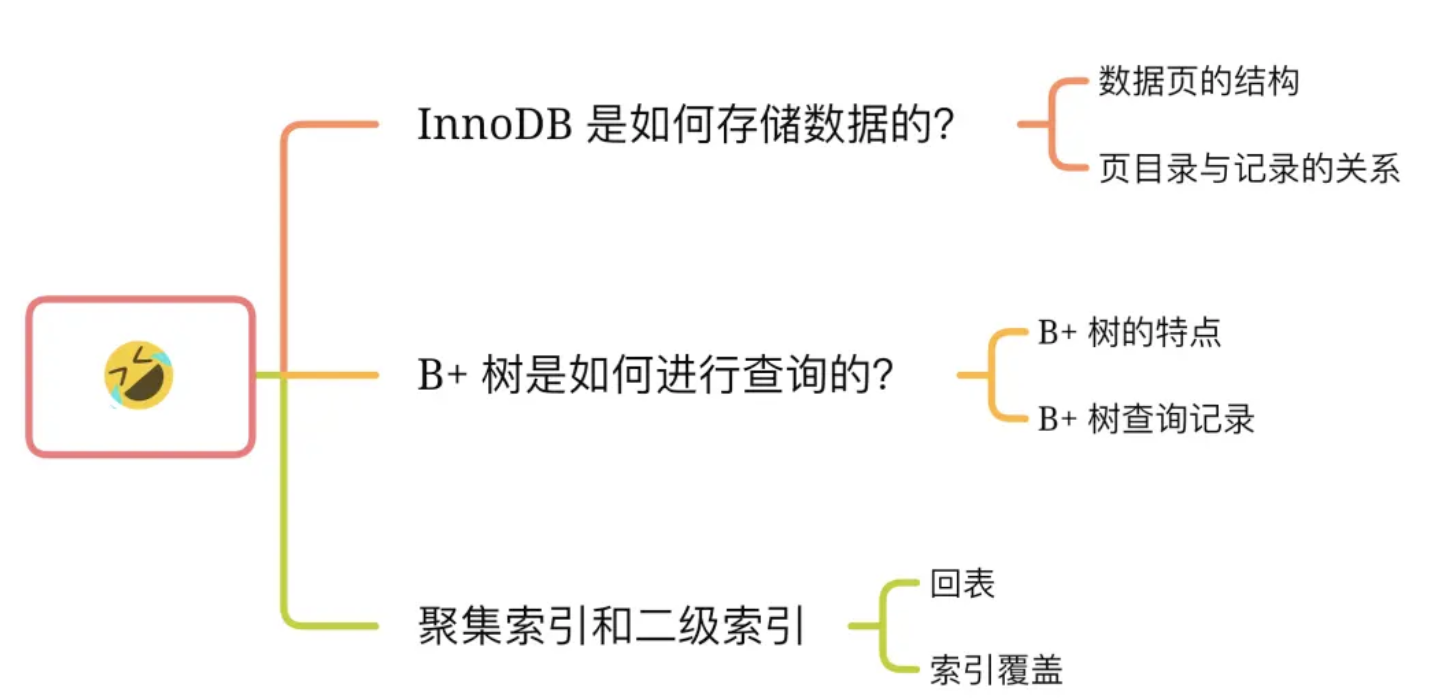 InnoDB 是如何存储数据的？
数据页的结构
页目录与记录的关系
B+ 树是如何进行查询的？
B+ 树的特点
B+ 树查询记录
聚集索引和二级索引
回表
索引覆盖